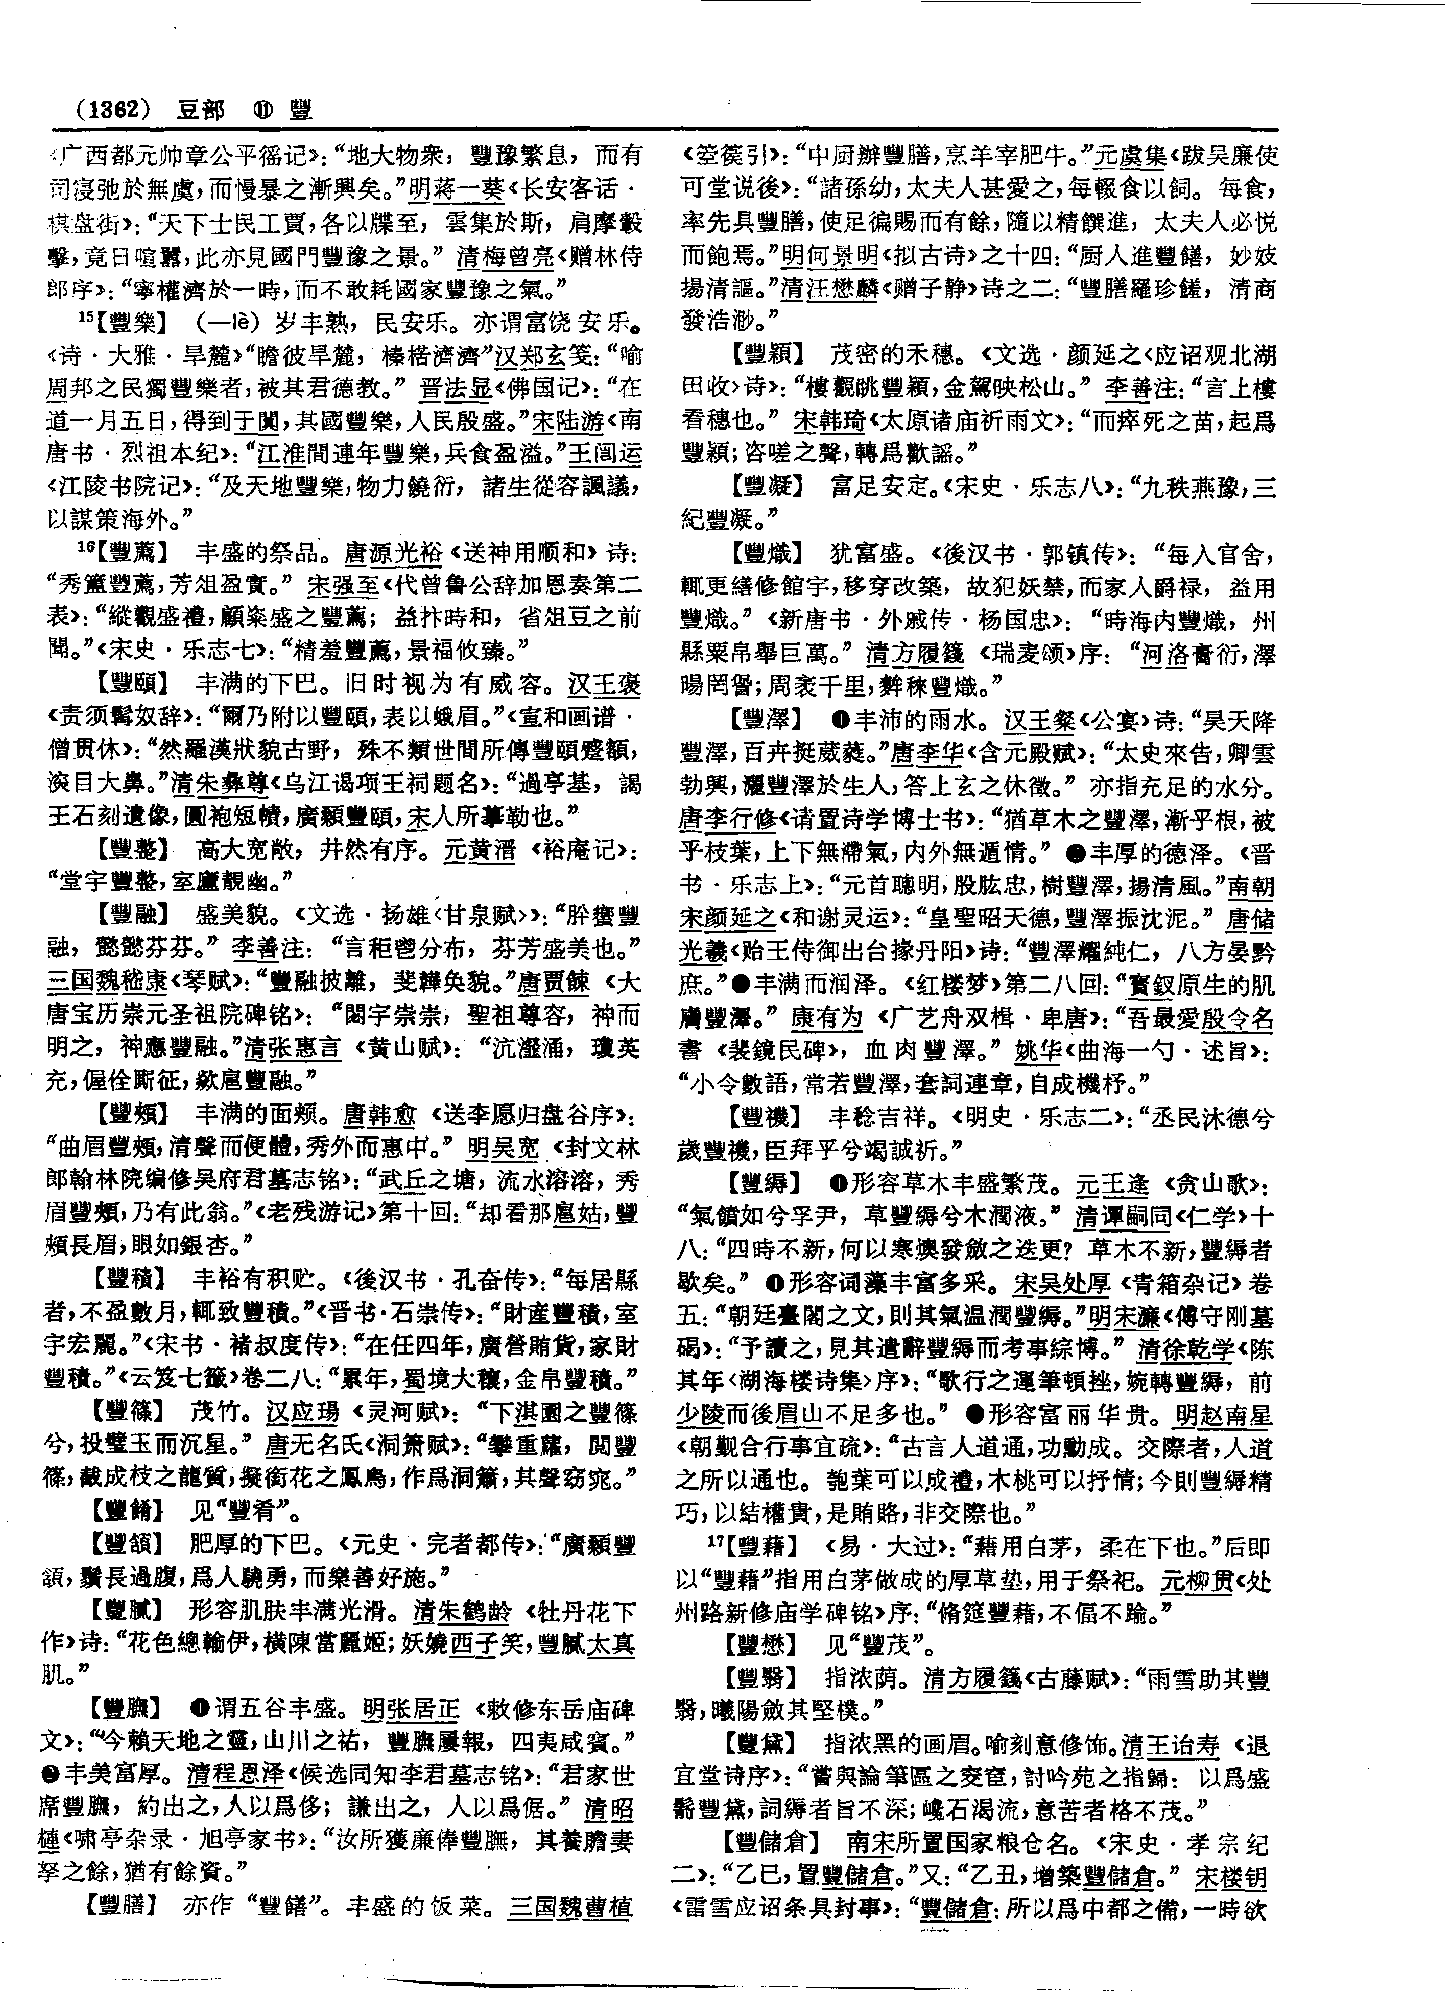 (1362) 豆部 ⑪ 豐
《广西都元帅章公平徭记》：“地大物衆，豐豫繁息，而有
司寖弛於無虞，而慢暴之漸興矣。”明蒋一葵《长安客话·
棋盘街》：“天下士民工賈，各以牒至，雲集於斯，肩摩轂
擊，竟日喧囂，此亦見國門豐豫之景。”清梅曾亮《赠林侍
郎序》：“寧權濟於一時，而不敢耗國家豐豫之氣。”
15【豐樂】（—lè）岁丰熟，民安乐。亦谓富饶安乐。
《诗·大雅·旱麓》“瞻彼旱麓，榛楛濟濟”汉郑玄笺：“喻
周邦之民獨豐樂者，被其君德教。”晋法显《佛国记》：“在
道一月五日，得到于闐，其國豐樂，人民殷盛。”宋陆游《南
唐书·烈祖本纪》：“江淮間連年豐樂，兵食盈溢。”王闿运
《江陵书院记》：“及天地豐樂，物力饒衍，諸生從容諷議，
以謀策海外。”
16【豐薦】 丰盛的祭品。唐源光裕《送神用顺和》诗：
“秀簠豐薦，芳俎盈實。”宋强至《代曾鲁公辞加恩奏第二
表》：“縱觀盛禮，顧粢盛之豐薦；益抃時和，省俎豆之前
聞。”《宋史·乐志七》：“精羞豐薦，景福攸臻。”
【豐頤】 丰满的下巴。旧时视为有威容。汉王褒
《责须髯奴辞》：“爾乃附以豐頤，表以蛾眉。”《宣和画谱·
僧贯休》：“然羅漢狀貌古野，殊不類世間所傳豐頤蹙額，
深目大鼻。”清朱彝尊《乌江谒项王祠题名》：“過亭基，謁
王石刻遺像，圓袍短幘，廣顙豐頤，宋人所摹勒也。”
【豐整】 高大宽敞，井然有序。元黄溍《裕庵记》：
“堂宇豐整，室廬靚幽。”
【豐融】 盛美貌。《文选·扬雄〈甘泉赋〉》：“肸蠁豐
融，懿懿芬芬。”李善注：“言秬鬯分布，芬芳盛美也。”
三国魏嵇康《琴赋》：“豐融披離，斐韡奂貌。”唐贾餗《大
唐宝历崇元圣祖院碑铭》：“閟宇崇崇，聖祖尊容，神而
明之，神應豐融。”清张惠言《黄山赋》：“沆瀣涌，瓊英
充，偓佺厮征，欻扈豐融。”
【豐頰】 丰满的面颊。唐韩愈《送李愿归盘谷序》：
“曲眉豐頰，清聲而便體，秀外而惠中。”明吴宽《封文林
郎翰林院编修吴府君墓志铭》：“武丘之塘，流水溶溶，秀
眉豐頰，乃有此翁。”《老残游记》第十回：“却看那扈姑，豐
頰長眉，眼如銀杏。”
【豐積】 丰裕有积贮。《後汉书·孔奋传》：“每居縣
者，不盈數月，輒致豐積。”《晋书·石崇传》：“財産豐積，室
宇宏麗。”《宋书·褚叔度传》：“在任四年，廣營賄貨，家財
豐積。”《云笈七籤》卷二八：“累年，蜀境大穰，金帛豐積。”
【豐篠】 茂竹。汉应瑒《灵河赋》：“下淇園之豐篠
兮，投璧玉而沉星。”唐无名氏《洞箫赋》：“攀重蘿，閲豐
篠，截成枝之龍質，擬銜花之鳳鳥，作爲洞簫，其聲窈窕。”
【豐餚】 见“豐肴”。
【豐頷】 肥厚的下巴。《元史·完者都传》：“廣顙豐
頷，鬚長過腹，爲人驍勇，而樂善好施。”
【豐膩】 形容肌肤丰满光滑。清朱鹤龄《牡丹花下
作》诗：“花色總輸伊，横陳當麗姬；妖嬈西子笑，豐膩太真
肌。”
【豐膴】 ❶谓五谷丰盛。明张居正《敕修东岳庙碑
文》：“今賴天地之靈，山川之祐，豐膴屢報，四夷咸賓。”
❷丰美富厚。清程恩泽《候选同知李君墓志铭》：“君家世
席豐膴，約出之，人以爲侈；謙出之，人以爲倨。”清昭
槤《啸亭杂录·旭亭家书》：“汝所獲廉俸豐膴，其養贍妻
孥之餘，猶有餘資。”
【豐膳】 亦作“豐饍”。丰盛的饭菜。三国魏曹植
《箜篌引》：“中厨辦豐膳，烹羊宰肥牛。”元虞集《跋吴廉使
可堂说後》：“諸孫幼，太夫人甚愛之，每輟食以飼。每食，
率先具豐膳，使足徧賜而有餘，隨以精饌進，太夫人必悦
而飽焉。”明何景明《拟古诗》之十四：“厨人進豐饍，妙妓
揚清謳。”清汪懋麟《赠子静》诗之二：“豐膳羅珍饈，清商
發浩渺。”
【豐穎】 茂密的禾穗。《文选·颜延之〈应诏观北湖
田收〉诗》：“樓觀眺豐穎，金駕映松山。”李善注：“言上樓
看穗也。”宋韩琦《太原诸庙祈雨文》：“而瘁死之苗，起爲
豐穎；咨嗟之聲，轉爲歡謡。”
【豐凝】 富足安定。《宋史·乐志八》：“九秩燕豫，三
紀豐凝。”
【豐熾】 犹富盛。《後汉书·郭镇传》：“每入官舍，
輒更繕修館宇，移穿改築，故犯妖禁，而家人爵禄，益用
豐熾。”《新唐书·外戚传·杨国忠》：“時海内豐熾，州
縣粟帛舉巨萬。”清方履籛《瑞麦颂》序：“河洛膏衍，澤
暘罔眚；周袤千里，麰秣豐熾。”
【豐澤】 ❶丰沛的雨水。汉王粲《公宴》诗：“昊天降
豐澤，百卉挺葳蕤。”唐李华《含元殿赋》：“太史來告，卿雲
勃興，灑豐澤於生人，答上玄之休徵。”亦指充足的水分。
唐李行修《请置诗学博士书》：“猶草木之豐澤，漸乎根，被
乎枝葉，上下無滯氣，内外無遁情。”❷丰厚的德泽。《晋
书·乐志上》：“元首聰明，股肱忠，樹豐澤，揚清風。”南朝
宋颜延之《和谢灵运》：“皇聖昭天德，豐澤振沈泥。”唐储
光羲《贻王侍御出台掾丹阳》诗：“豐澤耀純仁，八方晏黔
庶。”❸丰满而润泽。《红楼梦》第二八回：“寶釵原生的肌
膚豐澤。”康有为《广艺舟双楫·卑唐》：“吾最愛殷令名
書《裴鏡民碑》，血肉豐澤。”姚华《曲海一勺·述旨》：
“小令數語，常若豐澤，套詞連章，自成機杼。”
【豐禨】 丰稔吉祥。《明史·乐志二》：“丞民沐德兮
歲豐禨，臣拜乎兮竭誠祈。”
【豐縟】 ❶形容草木丰盛繁茂。元王逢《贪山歌》：
“氣饋如兮孚尹，草豐縟兮木潤液。”清谭嗣同《仁学》十
八：“四時不新，何以寒燠發斂之迭更？草木不新，豐縟者
歇矣。”❷形容词藻丰富多采。宋吴处厚《青箱杂记》卷
五：“朝廷臺閣之文，則其氣温潤豐縟。”明宋濂《傅守刚墓
碣》：“予讀之，見其遣辭豐縟而考事綜博。”清徐乾学《陈
其年〈湖海楼诗集〉序》：“歌行之運筆頓挫，婉轉豐縟，前
少陵而後眉山不足多也。”❸形容富丽华贵。明赵南星
《朝觐合行事宜疏》：“古言人道通，功勳成。交際者，人道
之所以通也。匏葉可以成禮，木桃可以抒情；今則豐縟精
巧，以結權貴，是賄賂，非交際也。”
17【豐藉】 《易·大过》：“藉用白茅，柔在下也。”后即
以“豐藉”指用白茅做成的厚草垫，用于祭祀。元柳贯《处
州路新修庙学碑铭》序：“脩筵豐藉，不偪不踰。”
【豐懋】 见“豐茂”。
【豐翳】 指浓荫。清方履籛《古藤赋》：“雨雪助其豐
翳，曦陽斂其堅樸。”
【豐黛】 指浓黑的画眉。喻刻意修饰。清王诒寿《退
宜堂诗序》：“嘗與論筆區之窔窅，討吟苑之指歸：以爲盛
鬋豐黛，詞縟者旨不深；巉石渴流，意苦者格不茂。”
【豐儲倉】 南宋所置国家粮仓名。《宋史·孝宗纪
二》：“乙巳，置豐儲倉。”又：“乙丑，增築豐儲倉。”宋楼钥
《雷雪应诏条具封事》：“豐儲倉：所以爲中都之備，一時欲